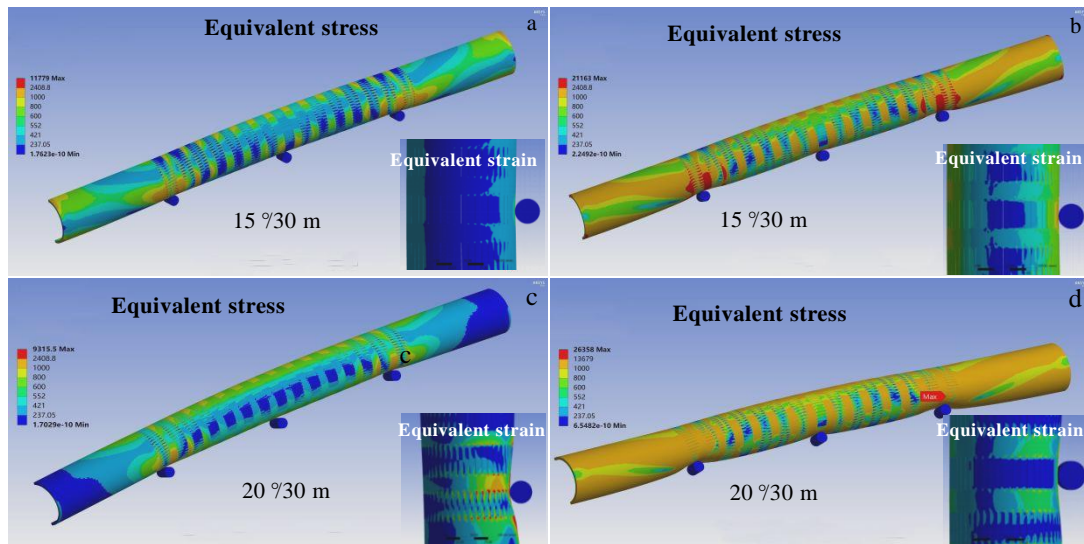 Equivalent stress
a
11779 Max
2408.8
1000
800
600
552
421
237.05
1.7623e-10 Min
Equivalent strain
15 °/30 m
Equivalent stress
b
21163 Max
2408.8
1000
800
600
552
421
237.05
2.2492e-10 Min
Equivalent strain
15 °/30 m
Equivalent stress
c
9315.5 Max
2408.8
1000
800
600
552
421
237.05
1.7029e-10 Min
c
Equivalent strain
20 °/30 m
Equivalent stress
d
26358 Max
13679
1000
800
600
552
421
237.05
6.5482e-10 Min
Max
Equivalent strain
20 °/30 m